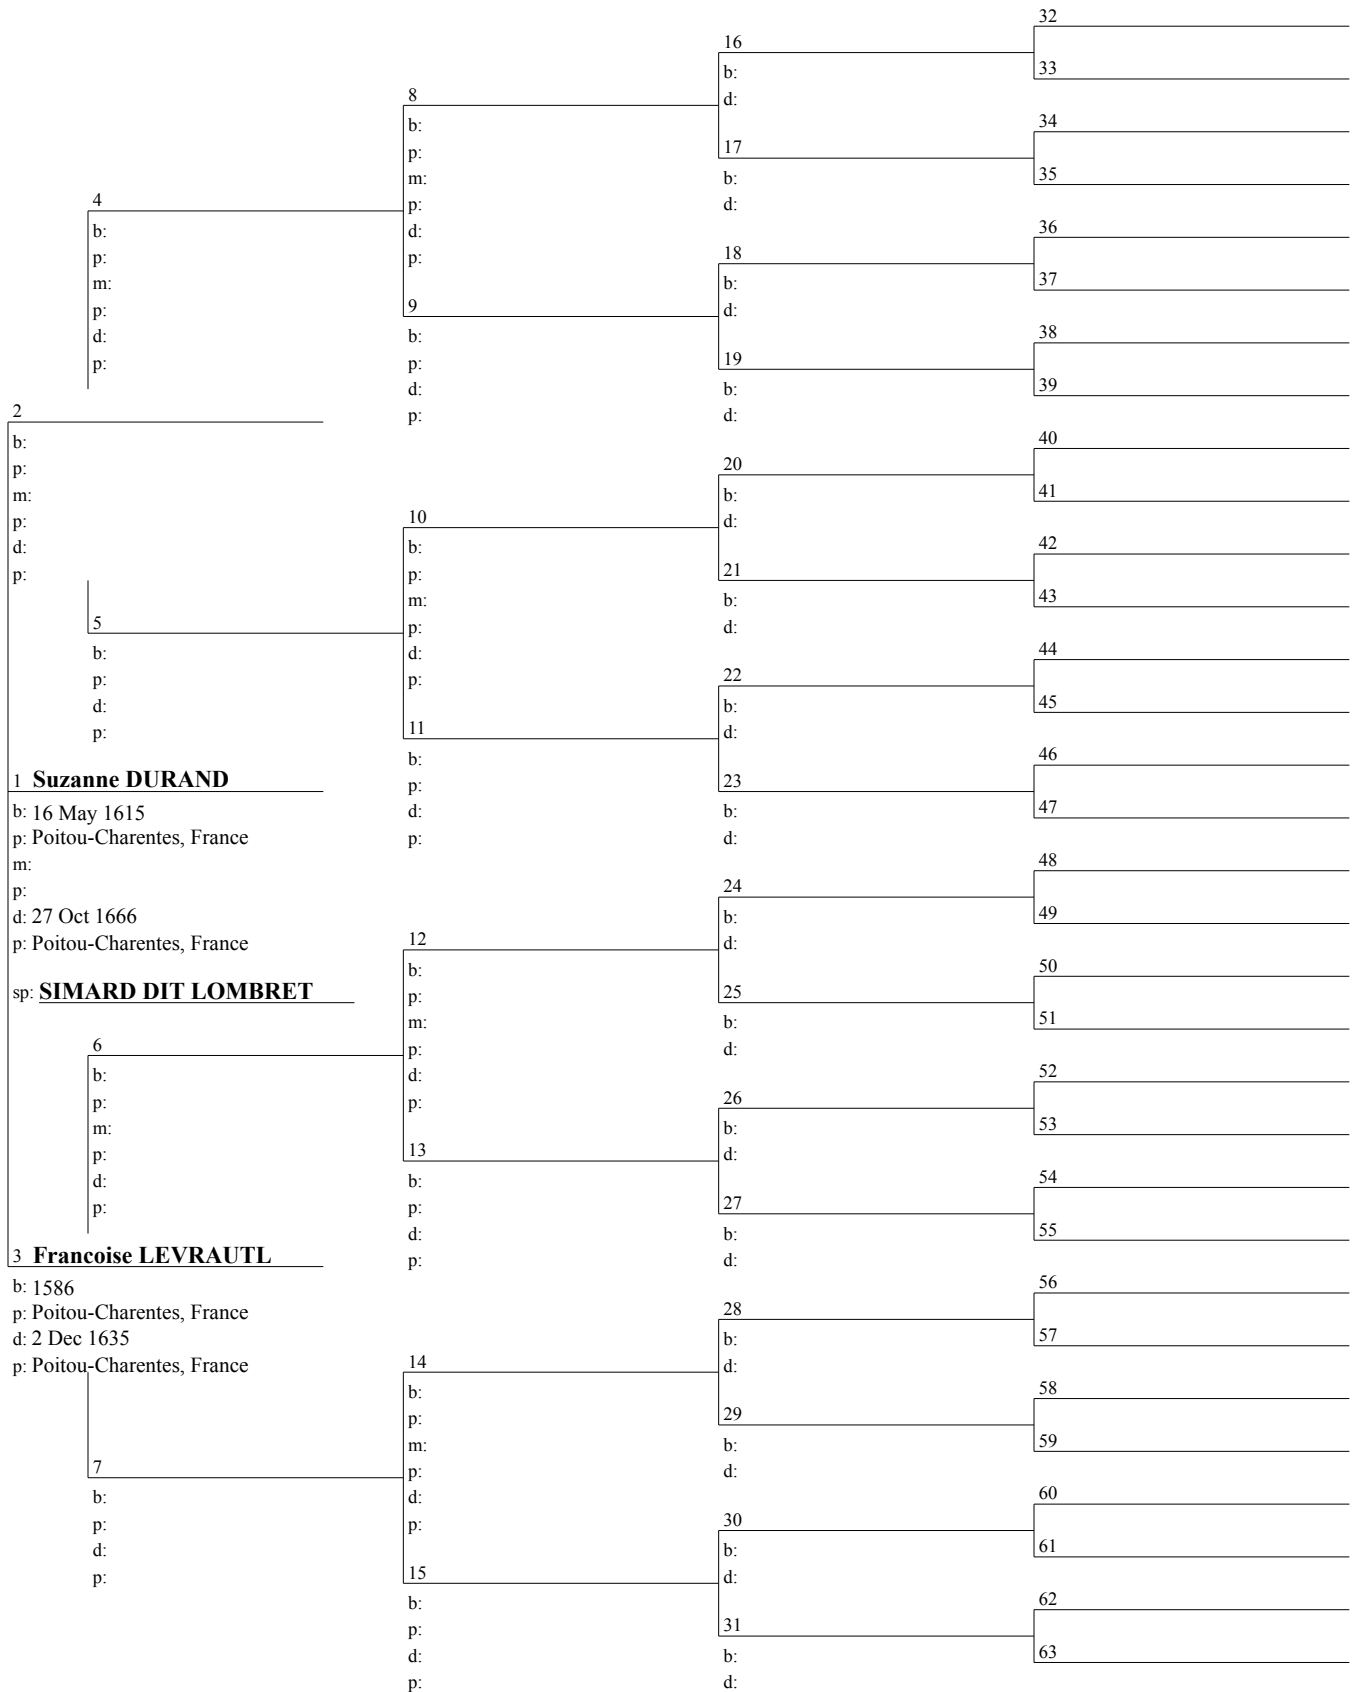 2
b:
p:
m:
p:
d:
p:
1 Suzanne DURAND
b: 16 May 1615
p: Poitou-Charentes, France
m:
p:
d: 27 Oct 1666
p: Poitou-Charentes, France
sp: SIMARD DIT LOMBRET
3 Francoise LEVRAUTL
b: 1586
p: Poitou-Charentes, France
d: 2 Dec 1635
p: Poitou-Charentes, France
4
b:
p:
m:
p:
d:
p:
5
b:
p:
d:
p:
6
b:
p:
m:
p:
d:
p:
7
b:
p:
d:
p:
8
b:
p:
m:
p:
d:
p:
9
b:
p:
d:
p:
10
b:
p:
m:
p:
d:
p:
11
b:
p:
d:
p:
12
b:
p:
m:
p:
d:
p:
13
b:
p:
d:
p:
14
b:
p:
m:
p:
d:
p:
15
b:
p:
d:
p:
16
b:
d:
17
b:
d:
18
b:
d:
19
b:
d:
20
b:
d:
21
b:
d:
22
b:
d:
23
b:
d:
24
b:
d:
25
b:
d:
26
b:
d:
27
b:
d:
28
b:
d:
29
b:
d:
30
b:
d:
31
b:
d:
32
33
34
35
36
37
38
39
40
41
42
43
44
45
46
47
48
49
50
51
52
53
54
55
56
57
58
59
60
61
62
63